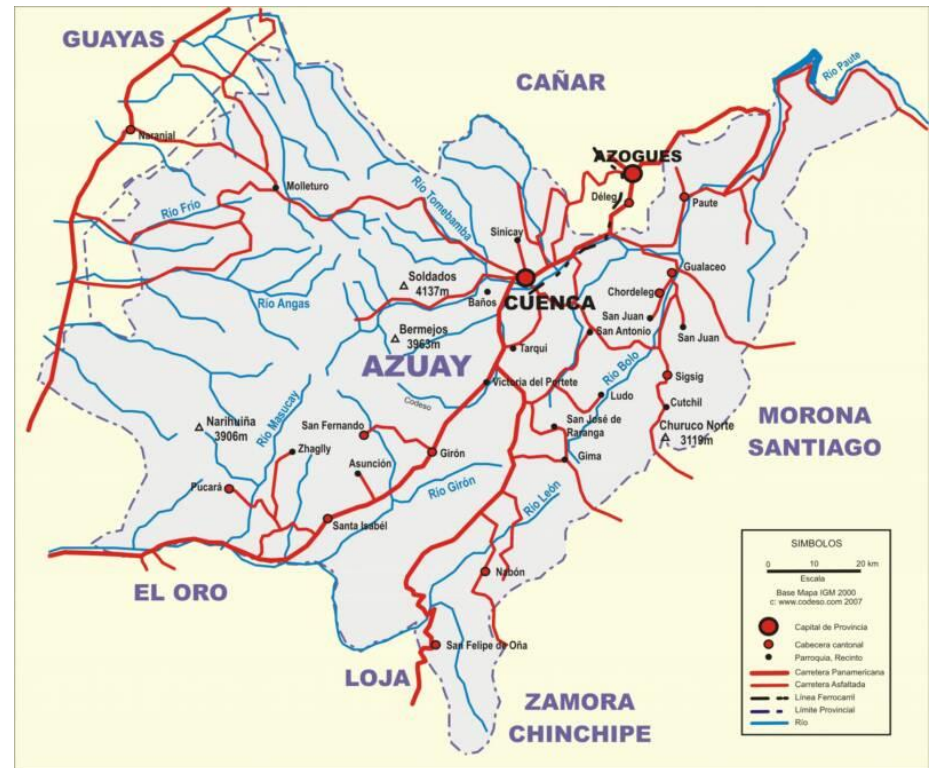 GUAYAS
CAÑAR
Río Paute
Naranjal
AZOGUES
Molleturo
Déleg
Paute
Río Frio
Río Tomebamba
Sinicay
Gualaceo
Soldados
4137m
Chordeleg
Baños
CUENCA
Río Angas
San Juan
San Antonio
San Juan
Bermejos
3963m
Tarqui
AZUAY
Río Bolo
Victoria del Portete
Sigsig
Codeso
Ludo
Cutchil
MORONA
SANTIAGO
Narihuiña
3906m
Río Masucay
San Fernando
San José de
Raranga
Churuco Norte
3119m
Zhaglly
Girón
Asunción
Gima
Pucará
Río Girón
Río León
Santa Isabél
EL ORO
Nabón
San Felipe de Oña
LOJA
ZAMORA
CHINCHIPE
SIMBOLOS
0 10 20 km
Escala
Base Mapa IGM 2000
c: www.codeso.com 2007
Capital de Provincia
Cabecera cantonal
Parroquia, Recinto
Carretera Panamericana
Carretera Asfaltada
Línea Ferrocarril
Límite Provincial
Río